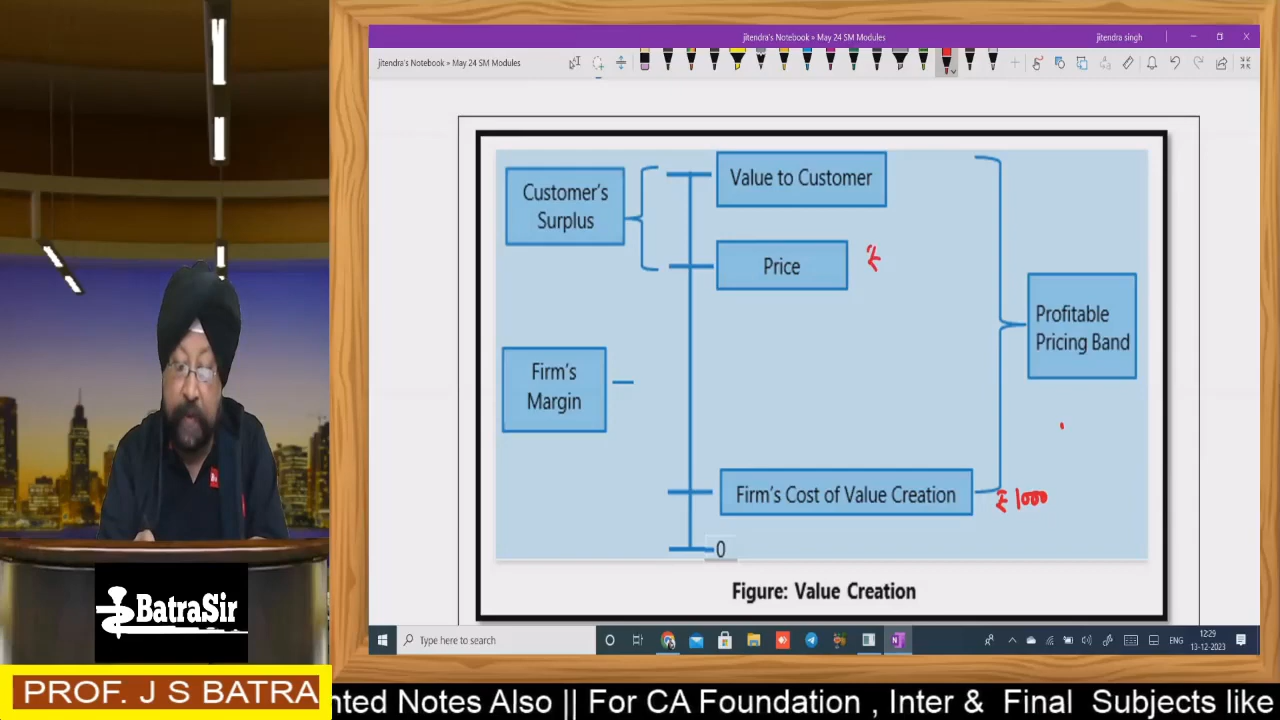 jitendra's Notebook » May 24 SM Modules
jitendra singh
jitendra's Notebook » May 24 SM Modules
Customer's
Surplus
Value to Customer
Price
₹
Profitable
Pricing Band
Firm's
Margin
Firm's Cost of Value Creation
₹ 1000
0
Figure: Value Creation
BatraSir
Type here to search
ENG
12:29
13-12-2023
PROF. J S BATRA
nted Notes Also || For CA Foundation , Inter & Final Subjects like